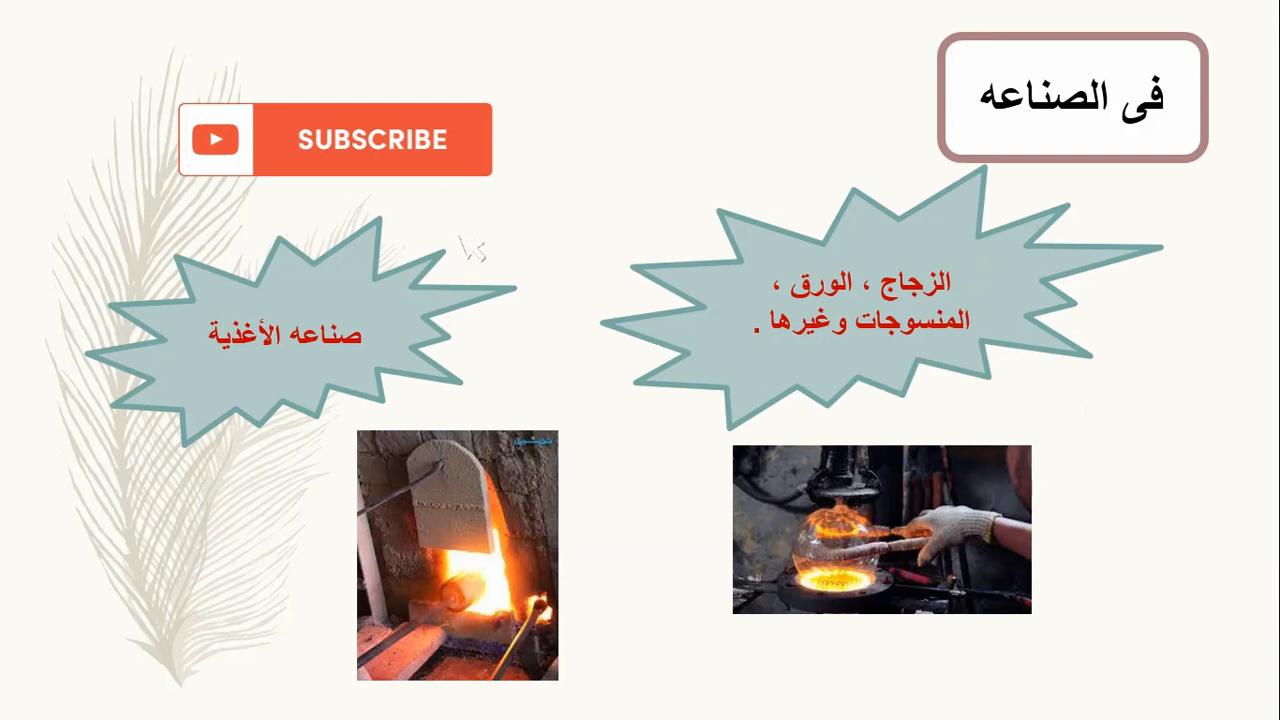 فى الصناعه
SUBSCRIBE
الزجاج ، الورق ،
المنسوجات وغيرها .
صناعه الأغذية